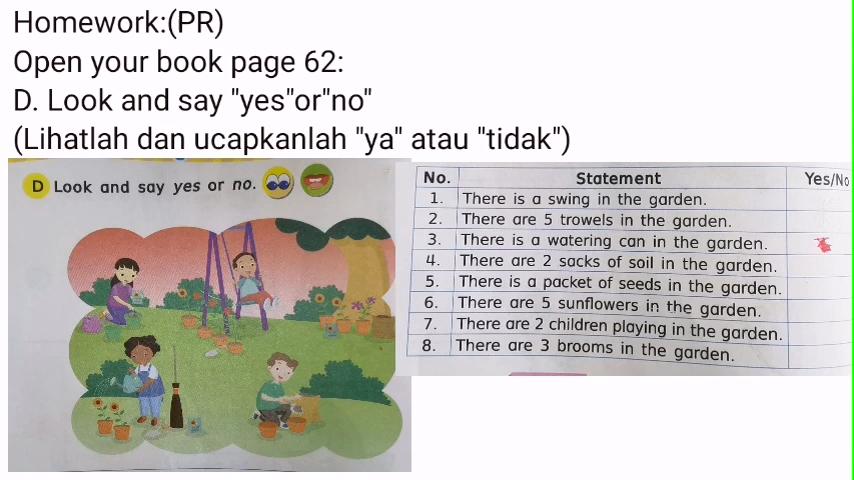 Homework:(PR)
Open your book page 62:
D. Look and say "yes"or"no"
(Lihatlah dan ucapkanlah "ya" atau "tidak")
D Look and say yes or no.
No. Statement Yes/No
1. There is a swing in the garden.
2. There are 5 trowels in the garden.
3. There is a watering can in the garden.
4. There are 2 sacks of soil in the garden.
5. There is a packet of seeds in the garden.
6. There are 5 sunflowers in the garden.
7. There are 2 children playing in the garden.
8. There are 3 brooms in the garden.